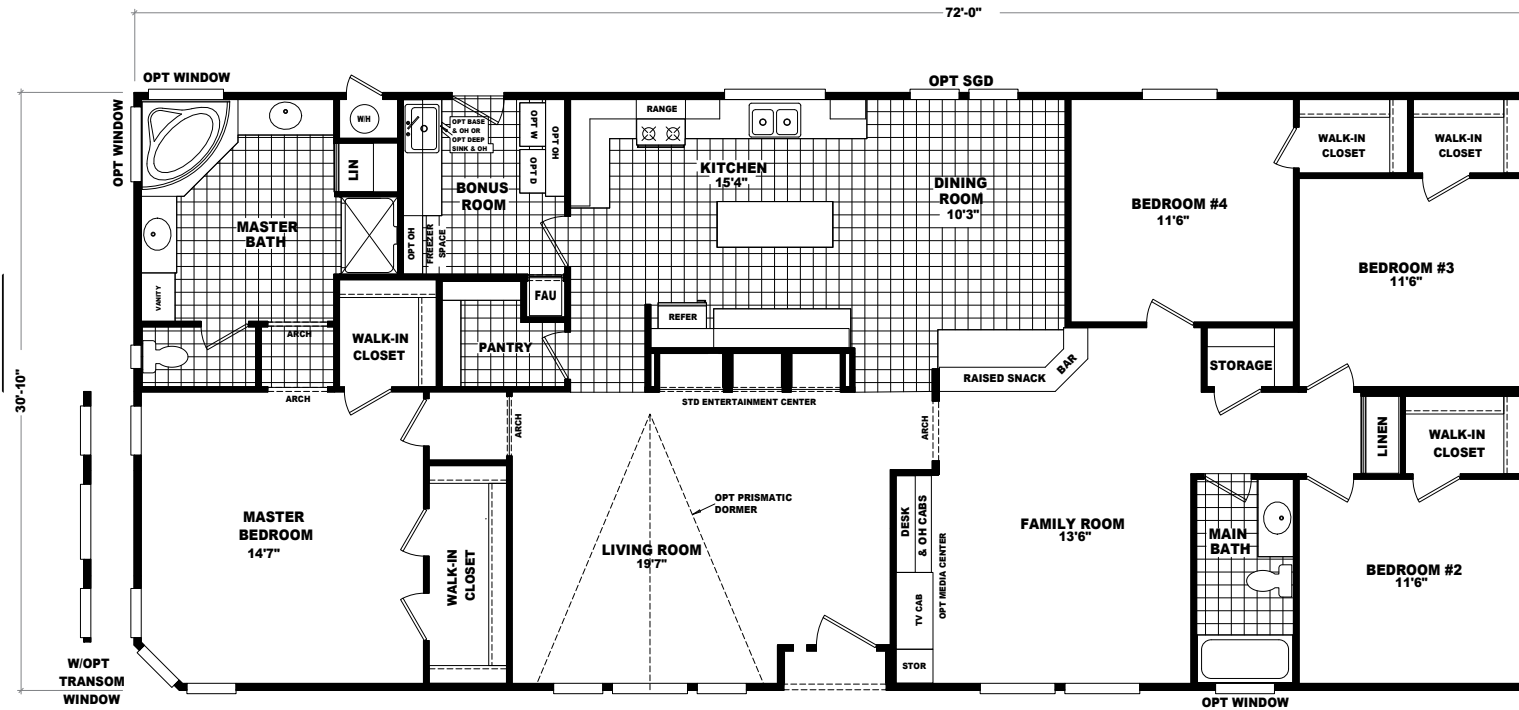 72'-0"
OPT WINDOW
OPT SGD
OPT WINDOW
W/H
LIN
OPT BASE
& OH OR
OPT DEEP
SINK & OH
OPT W
OPT D
OPT OH
BONUS
ROOM
OPT OH
FREEZER
SPACE
RANGE
KITCHEN
15'4"
DINING
ROOM
10'3"
BEDROOM #4
11'6"
WALK-IN
CLOSET
WALK-IN
CLOSET
BEDROOM #3
11'6"
MASTER
BATH
VANITY
ARCH
ARCH
WALK-IN
CLOSET
FAU
PANTRY
REFER
STD ENTERTAINMENT CENTER
RAISED SNACK
BAR
STORAGE
30'-10"
ARCH
ARCH
LINEN
WALK-IN
CLOSET
MASTER
BEDROOM
14'7"
WALK-IN
CLOSET
OPT PRISMATIC
DORMER
LIVING ROOM
19'7"
DESK
& OH CABS
TV CAB
OPT MEDIA CENTER
STOR
FAMILY ROOM
13'6"
MAIN
BATH
BEDROOM #2
11'6"
W/OPT
TRANSOM
WINDOW
OPT WINDOW